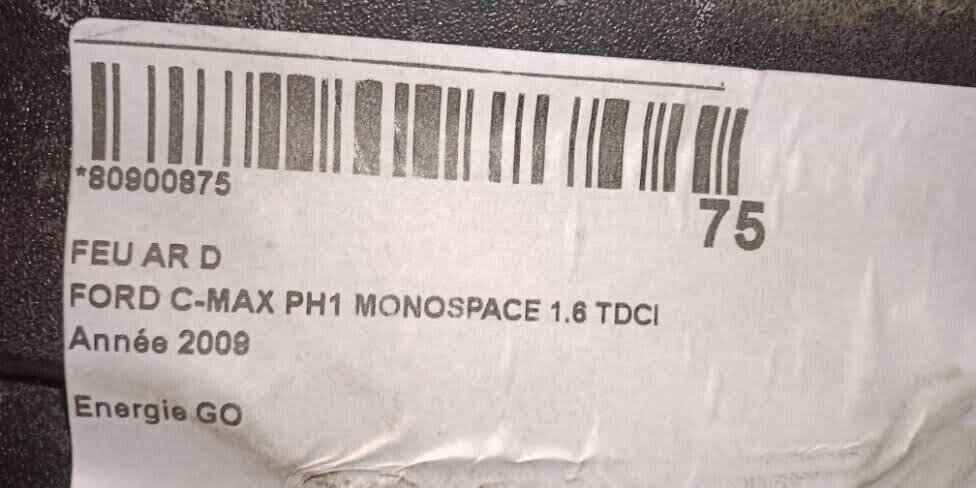 *80900875
75
FEU AR D
FORD C-MAX PH1 MONOSPACE 1.6 TDCI
Année 2009
Energie GO